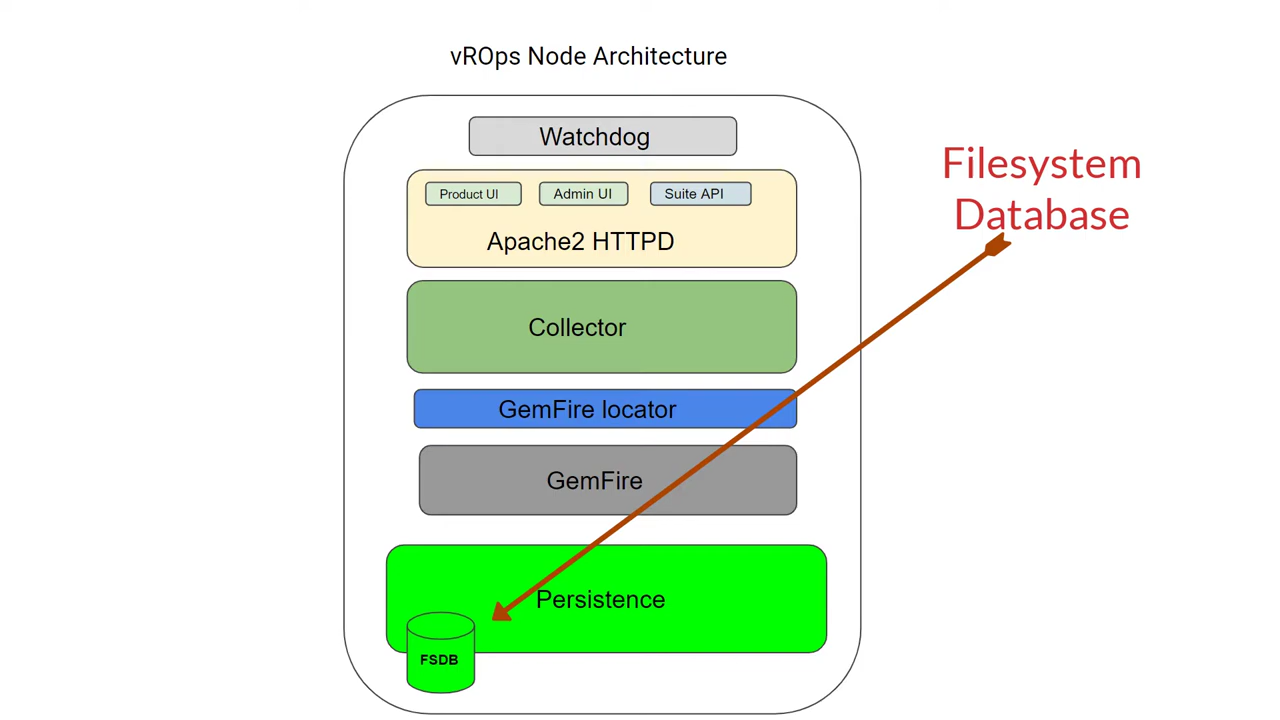 vROps Node Architecture
Watchdog
Filesystem
Database
Product UI
Admin UI
Suite API
Apache2 HTTPD
Collector
GemFire locator
GemFire
Persistence
FSDB